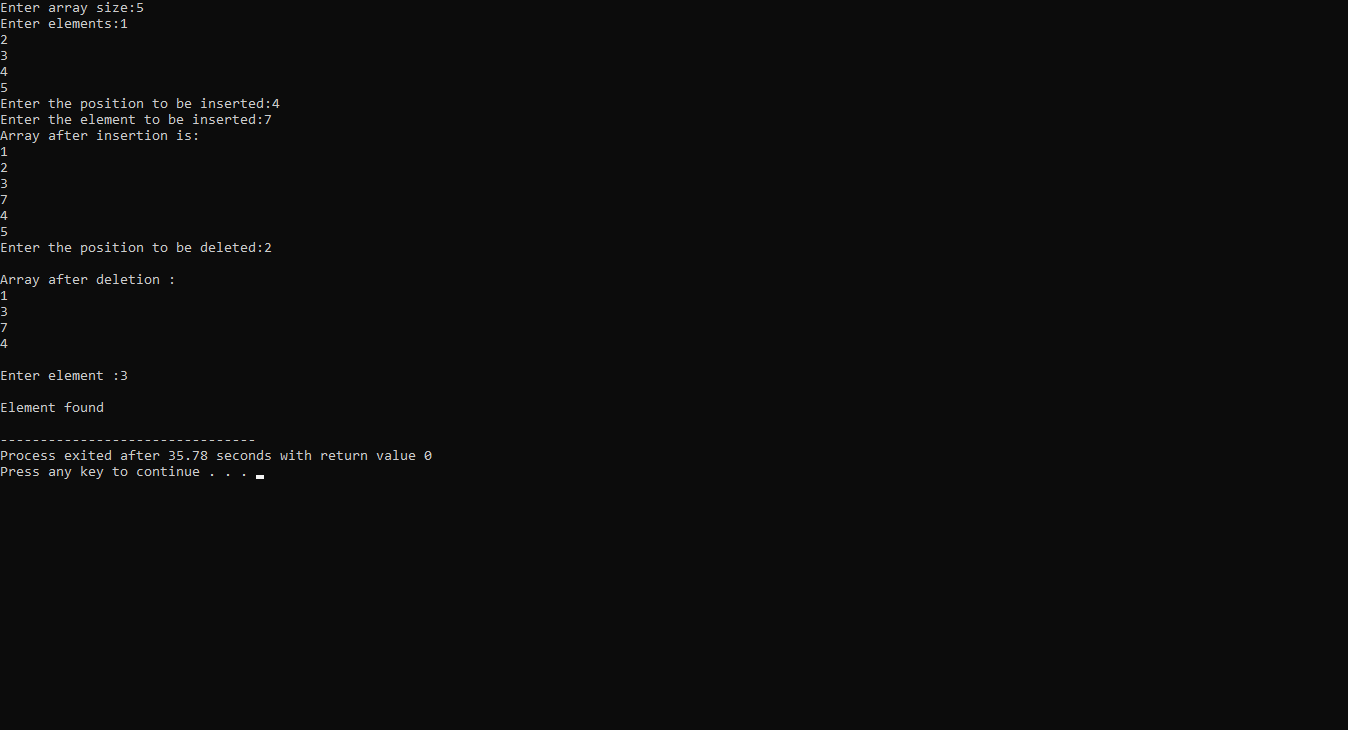 Enter array size:5
Enter elements:1
2
3
4
5
Enter the position to be inserted:4
Enter the element to be inserted:7
Array after insertion is:
1
2
3
7
4
5
Enter the position to be deleted:2
Array after deletion :
1
3
7
4
Enter element :3
Element found
--------------------------------
Process exited after 35.78 seconds with return value 0
Press any key to continue . . .